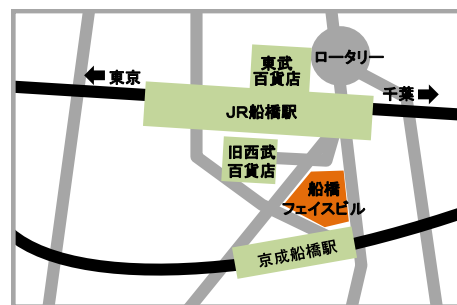 東武
百貨店
ロータリー
東京
千葉
JR船橋駅
旧西武
百貨店
船橋
フェイスビル
京成船橋駅